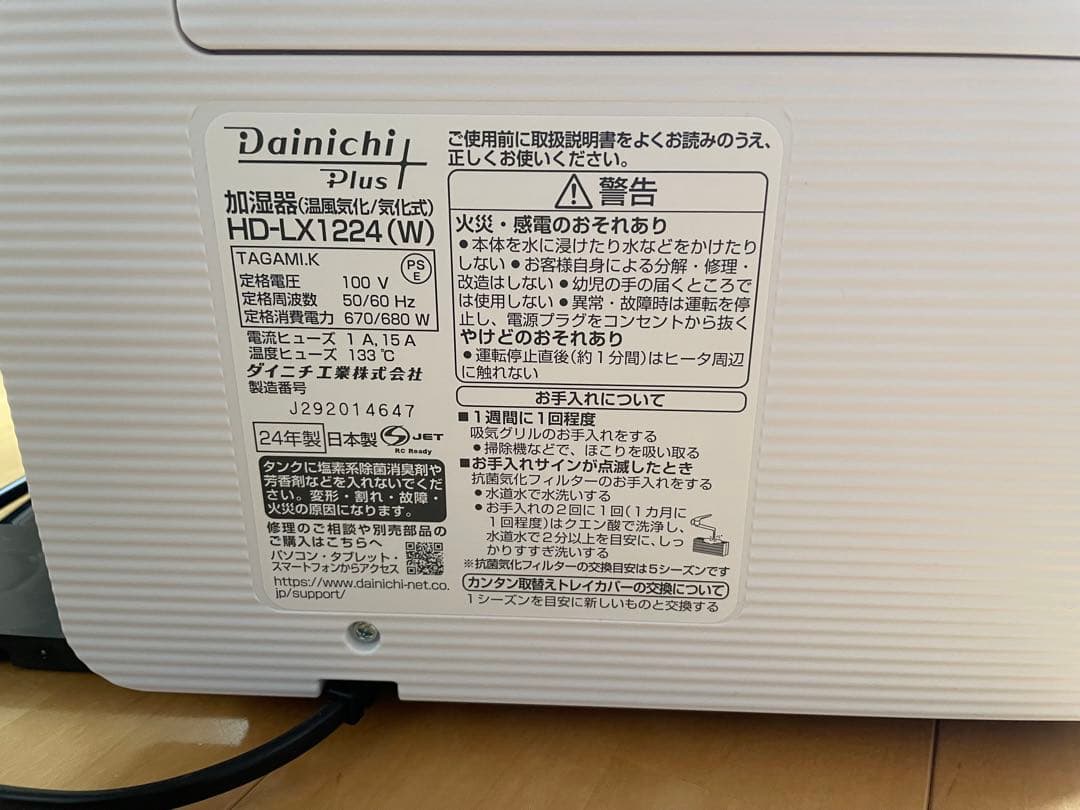 Dainichi
Plus
加湿器(温風気化/気化式)
HD-LX1224(W)
TAGAMI.K
PS
E
定格電圧 100 V
定格周波数 50/60 Hz
定格消費電力 670/680 W
電流ヒューズ 1 A, 15 A
温度ヒューズ 133 ℃
ダイニチ工業株式会社
製造番号
J292014647
24年製 日本製 S JET
RC Ready
タンクに塩素系除菌消臭剤や
芳香剤などを入れないでくだ
さい。変形・割れ・故障・
火災の原因になります。
修理のご相談や別売部品の
ご購入はこちらへ
パソコン・タブレット・
スマートフォンからアクセス
https://www.dainichi-net.co.
jp/support/
ご使用前に取扱説明書をよくお読みのうえ、
正しくお使いください。
警告
火災・感電のおそれあり
●本体を水に浸けたり水などをかけたり
しない ●お客様自身による分解・修理・
改造はしない ●幼児の手の届くところで
は使用しない ●異常・故障時は運転を停
止し、電源プラグをコンセントから抜く
やけどのおそれあり
●運転停止直後(約1分間)はヒータ周辺
に触れない
お手入れについて
■1週間に1回程度
吸気グリルのお手入れをする
●掃除機などで、ほこりを吸い取る
■お手入れサインが点滅したとき
抗菌気化フィルターのお手入れをする
●水道水で水洗いする
●お手入れの2回に1回(1カ月に
1回程度)はクエン酸で洗浄し、
水道水で2分以上を目安に、しっ
かりすすぎ洗いする
※抗菌気化フィルターの交換目安は5シーズンです
カンタン取替えトレイカバーの交換について
1シーズンを目安に新しいものと交換する